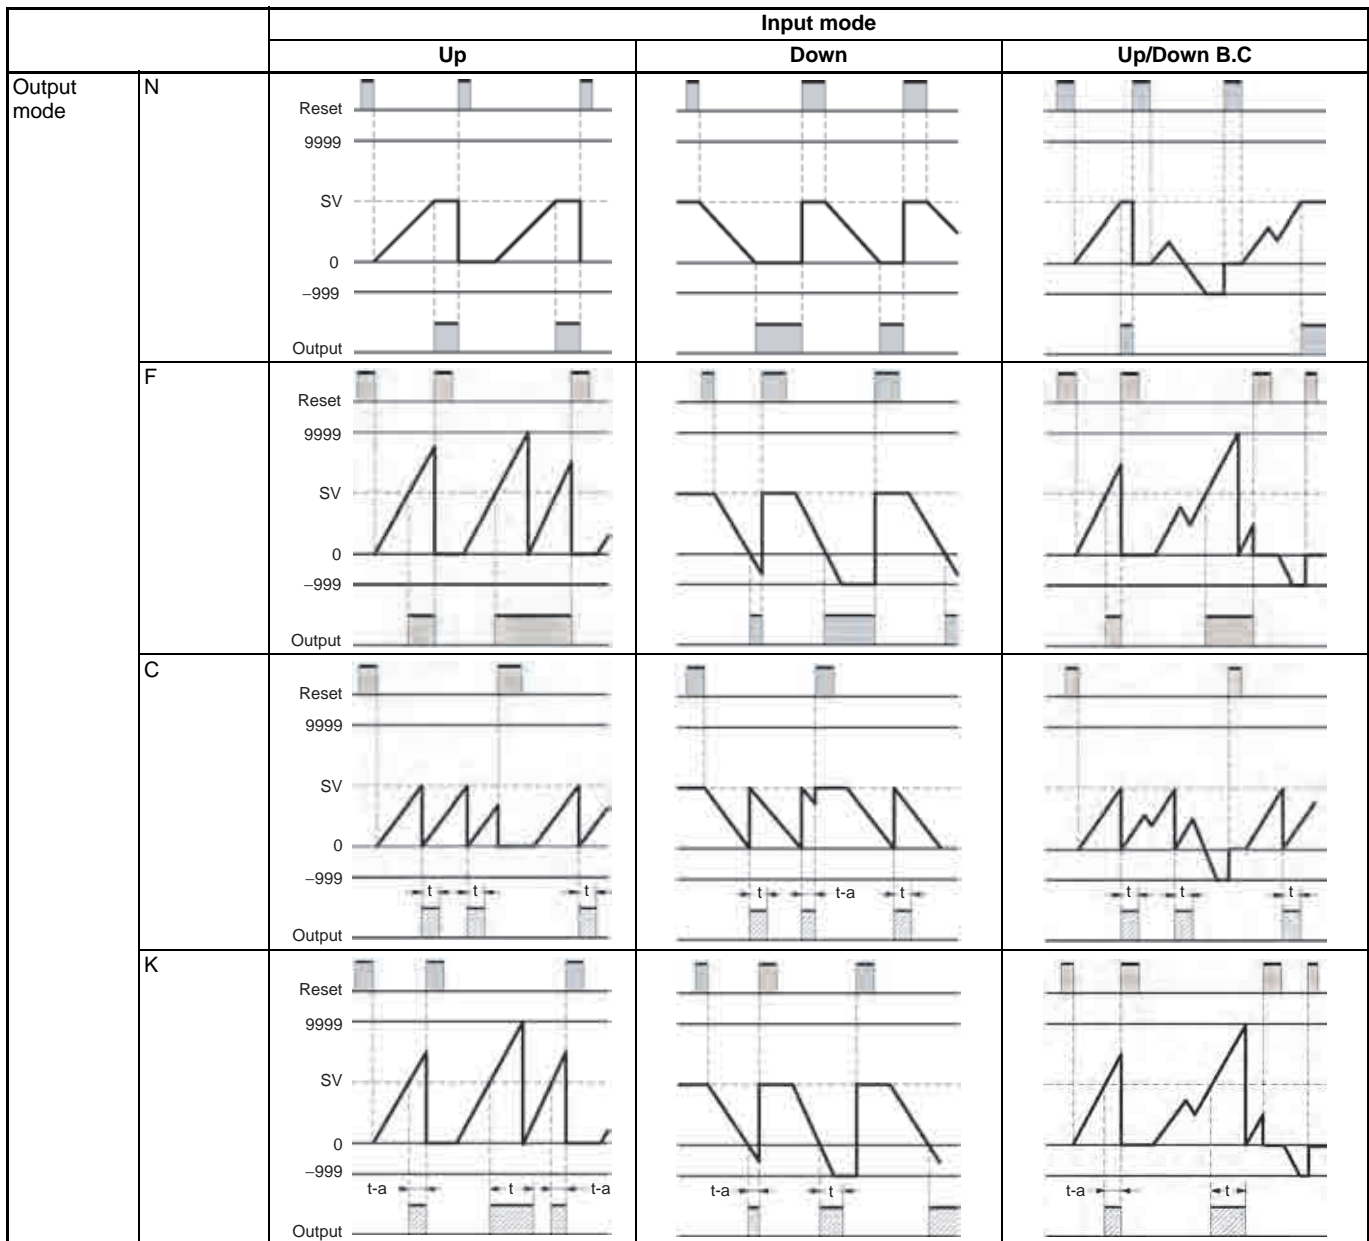 Input mode
Up Down Up/Down B.C
Output mode
N
Reset
9999
SV
0
–999
Output
F
Reset
9999
SV
0
–999
Output
C
Reset
9999
SV
0
–999
t t t
t t-a t
t t t
Output
K
Reset
9999
SV
0
–999
t-a t t-a
t-a t
t-a t
Output